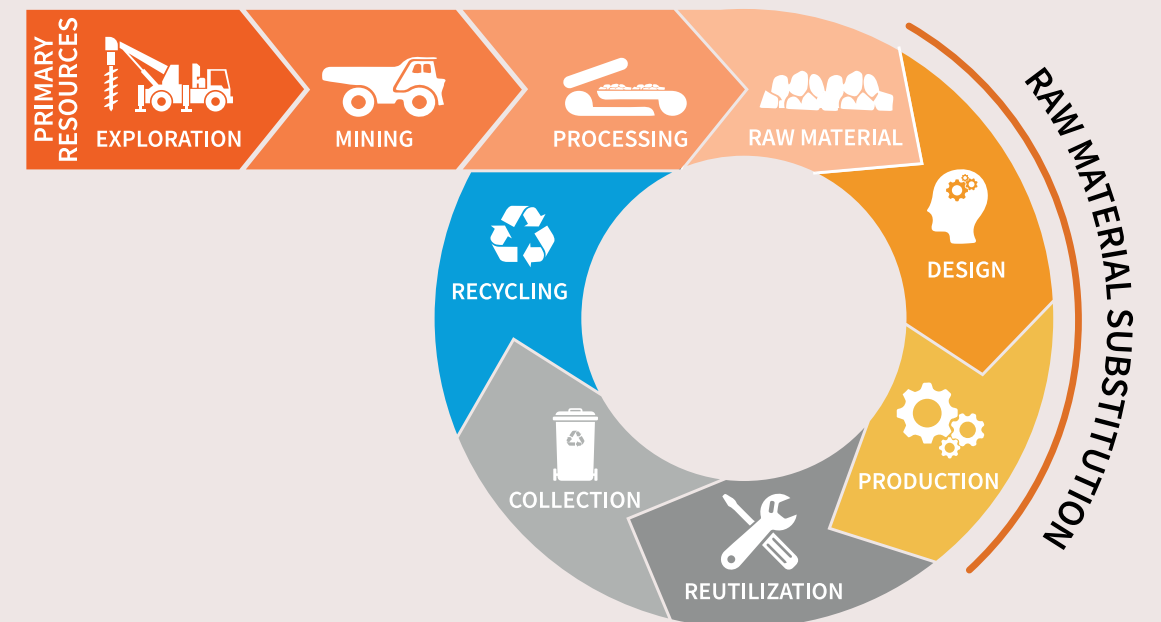 PRIMARY
RESOURCES
EXPLORATION
MINING
PROCESSING
RAW MATERIAL
DESIGN
PRODUCTION
REUTILIZATION
COLLECTION
RECYCLING
RAW MATERIAL SUBSTITUTION